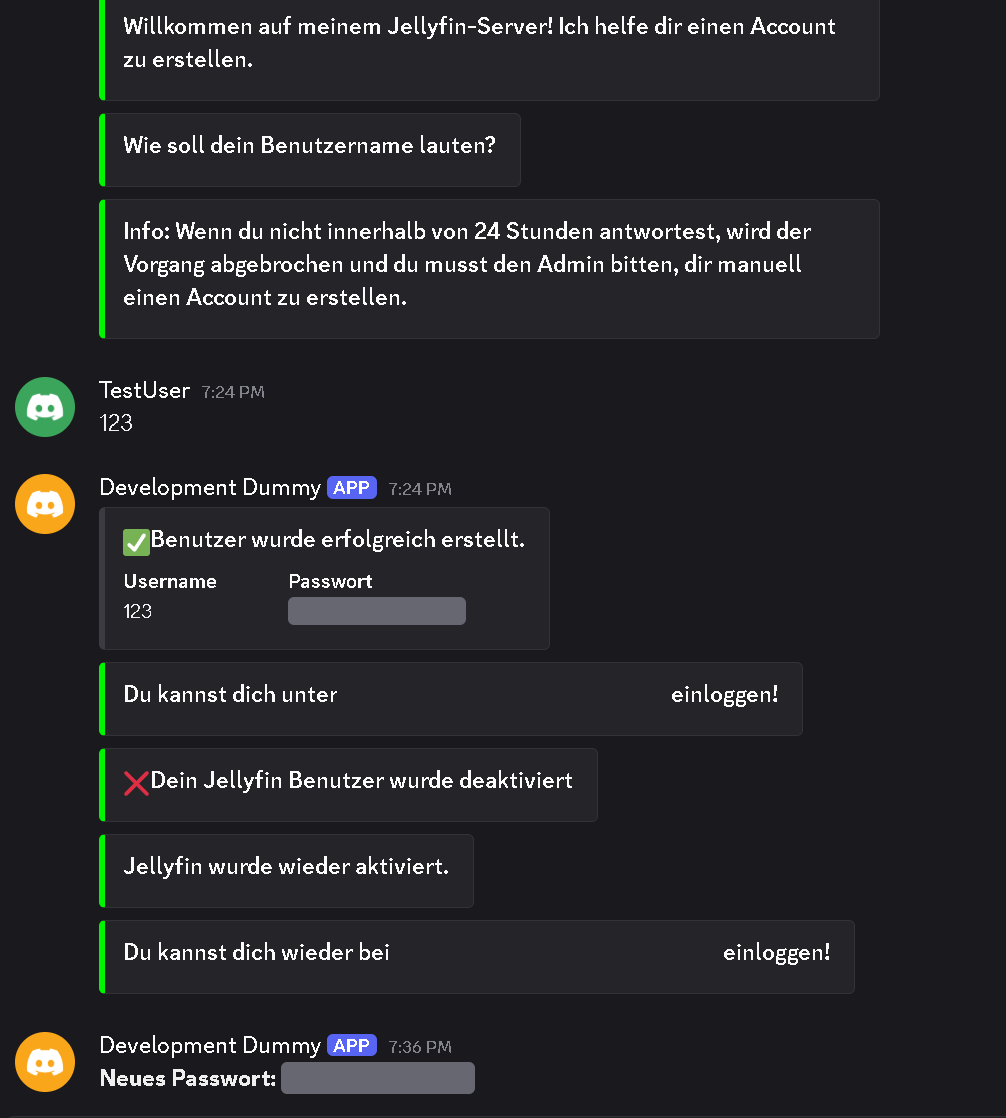 Willkommen auf meinem Jellyfin-Server! Ich helfe dir einen Account
zu erstellen.
Wie soll dein Benutzername lauten?
Info: Wenn du nicht innerhalb von 24 Stunden antwortest, wird der
Vorgang abgebrochen und du musst den Admin bitten, dir manuell
einen Account zu erstellen.
TestUser 7:24 PM
123
Development Dummy APP 7:24 PM
✅Benutzer wurde erfolgreich erstellt.
Username Passwort
123
Du kannst dich unter einloggen!
❌Dein Jellyfin Benutzer wurde deaktiviert
Jellyfin wurde wieder aktiviert.
Du kannst dich wieder bei einloggen!
Development Dummy APP 7:36 PM
Neues Passwort: